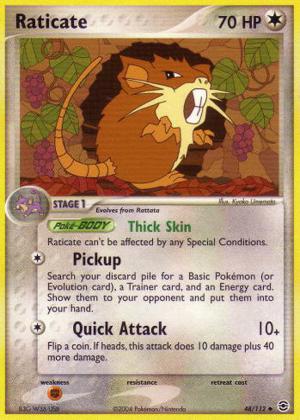 Raticate 70 HP
Illus. Kyoko Umemoto
STAGE 1
Evolves from Rattata
Poké-BODY Thick Skin
Raticate can't be affected by any Special Conditions.
Pickup
Search your discard pile for a Basic Pokémon (or
Evolution card), a Trainer card, and an Energy card.
Show them to your opponent and put them into
your hand.
Quick Attack 10+
Flip a coin. If heads, this attack does 10 damage plus 40
more damage.
weakness resistance retreat cost
©2004 Pokémon/Nintendo 48/112